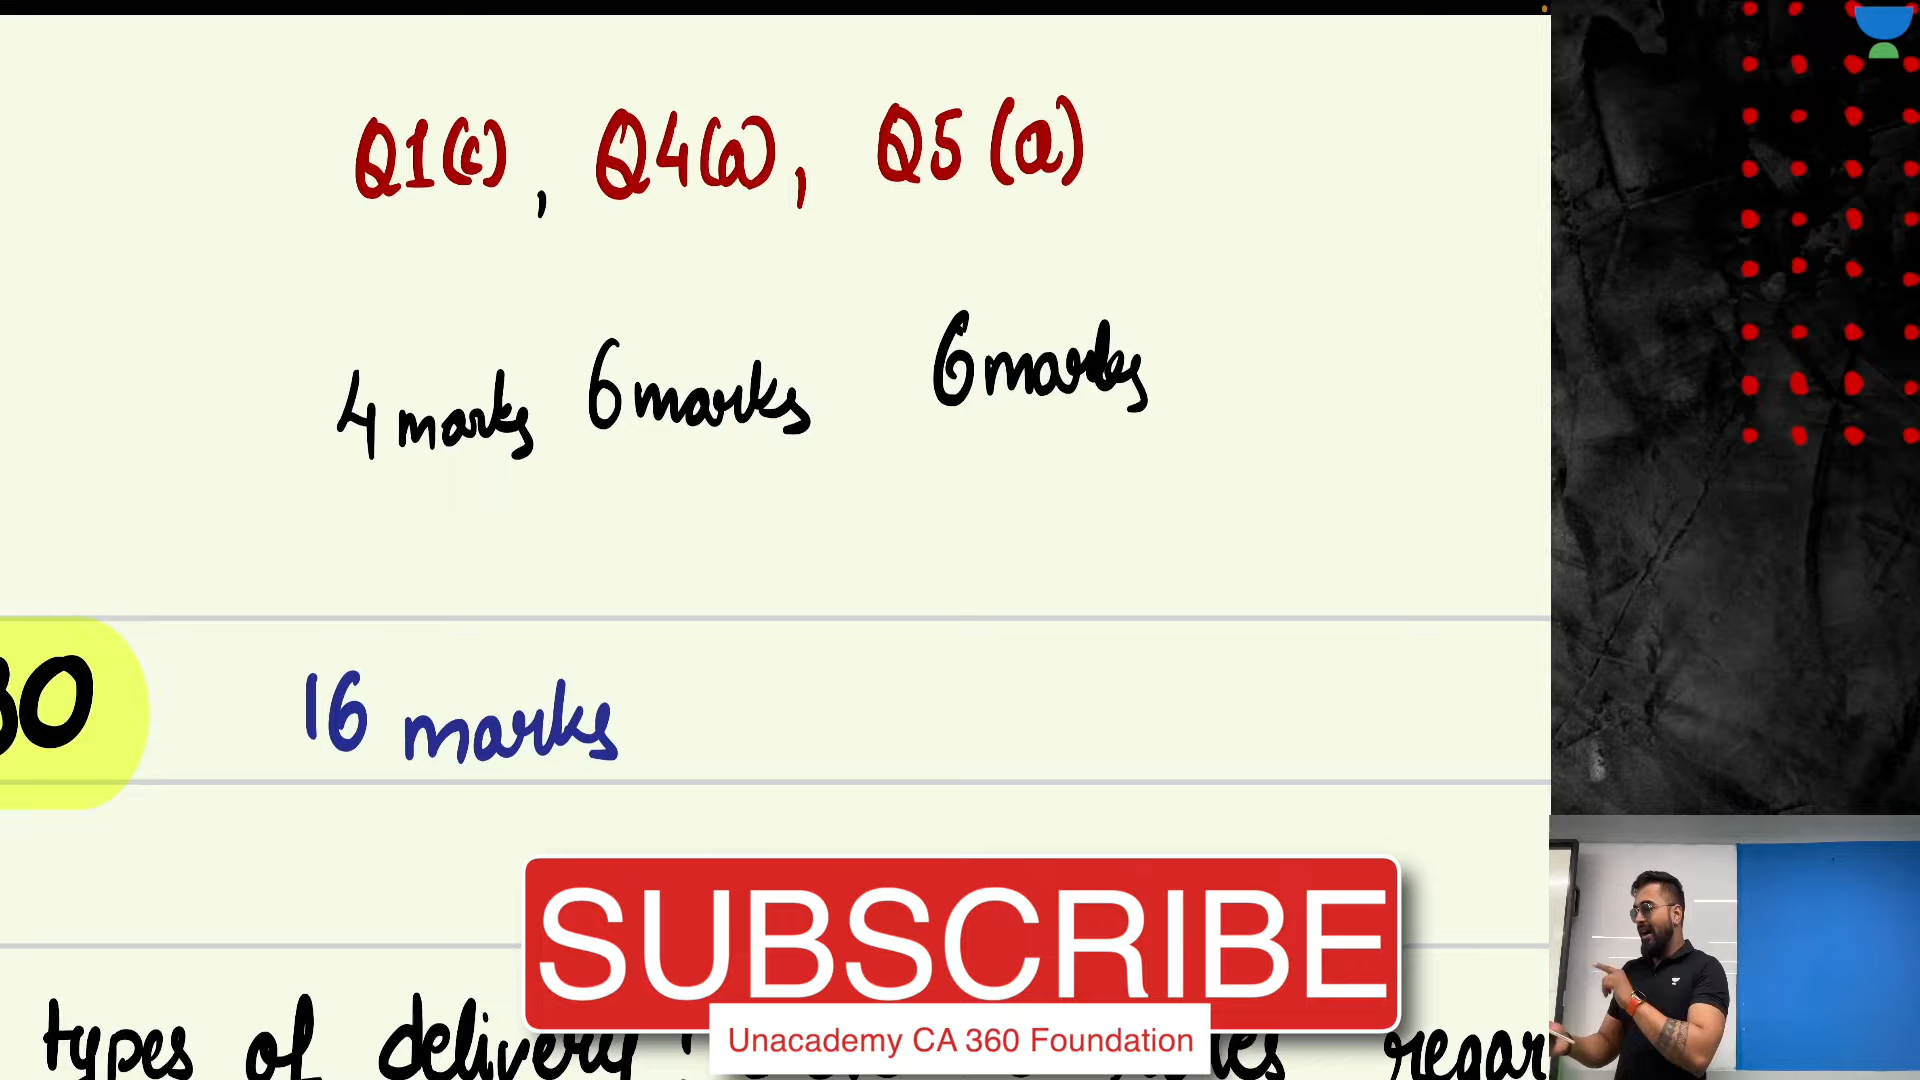 Q1(c), Q4(a), Q5(a)
4 marks 6 marks 6 marks
30 16 marks
SUBSCRIBE
Unacademy CA 360 Foundation
types of delivery